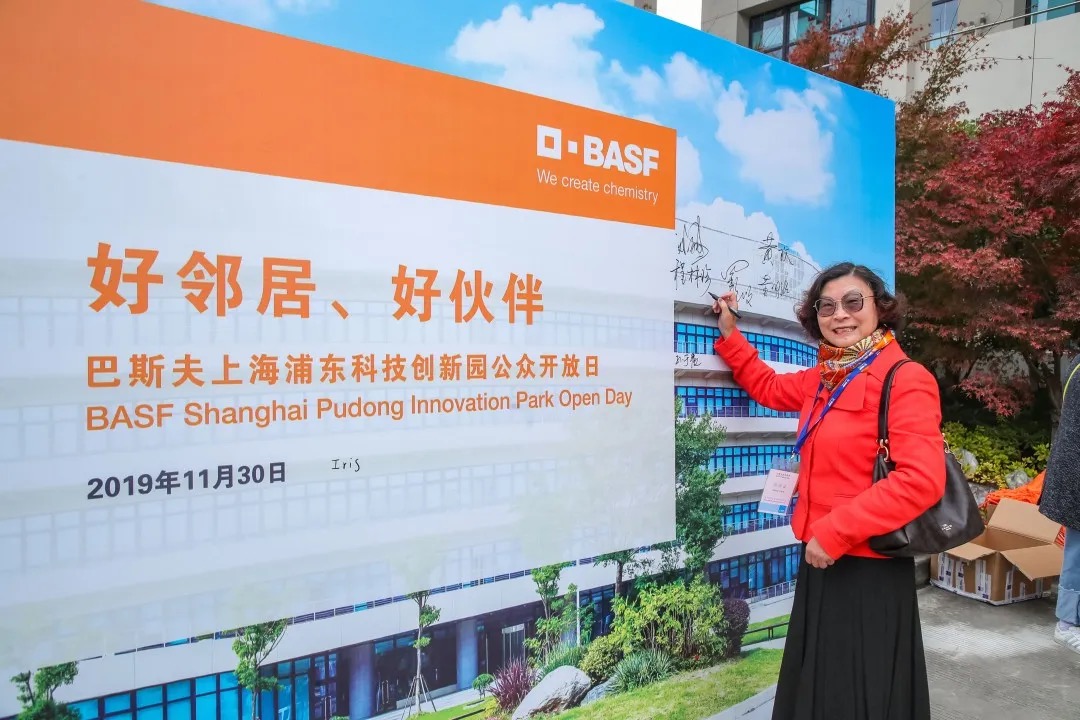 BASF
We create chemistry
好邻居、好伙伴
巴斯夫上海浦东科技创新园公众开放日
BASF Shanghai Pudong Innovation Park Open Day
2019年11月30日
Iris